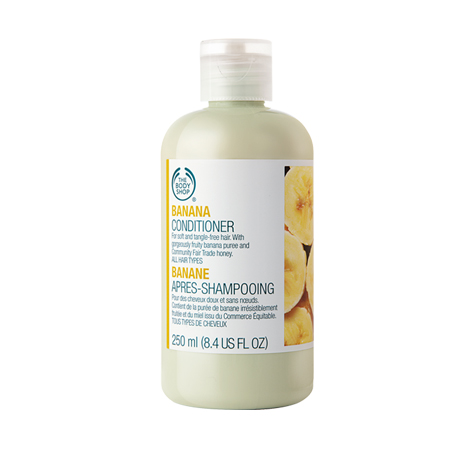 THE
BODY
SHOP
®
BANANA
CONDITIONER
For soft and tangle-free hair. With
gorgeously fruity banana puree and
Community Fair Trade honey.
ALL HAIR TYPES
BANANE
APRES-SHAMPOOING
Pour des cheveux doux et sans nœuds.
Contient de la purée de banane irrésistiblement
fruitée et du miel issu du Commerce Equitable.
TOUS TYPES DE CHEVEUX
250 ml (8.4 US FL OZ)